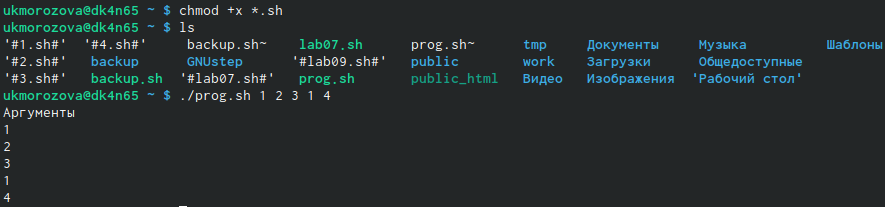 ukmorozova@dk4n65 ~ $ chmod +x *.sh
ukmorozova@dk4n65 ~ $ ls
'#1.sh#' '#4.sh#' backup.sh~ lab07.sh prog.sh~ tmp Документы Музыка Шаблоны
'#2.sh#' backup GNUstep '#lab09.sh#' public work Загрузки Общедоступные
'#3.sh#' backup.sh '#lab07.sh#' prog.sh public_html Видео Изображения 'Рабочий стол'
ukmorozova@dk4n65 ~ $ ./prog.sh 1 2 3 1 4
Аргументы
1
2
3
1
4